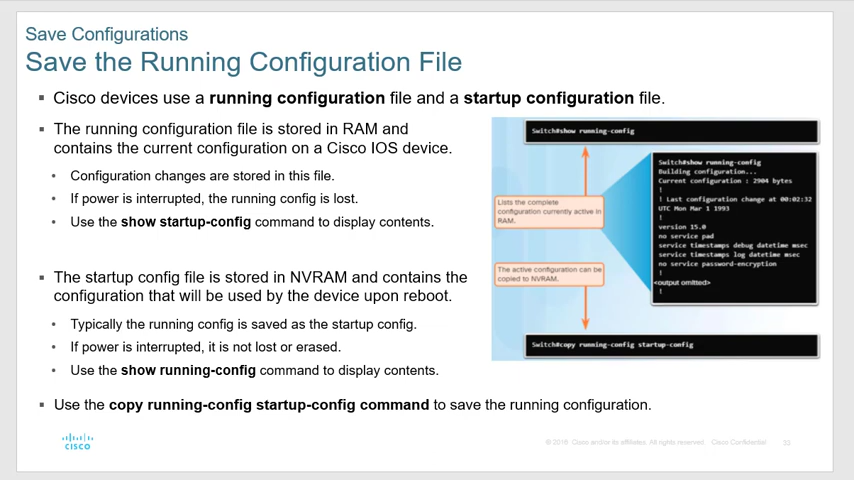 Save Configurations
Save the Running Configuration File
▪ Cisco devices use a running configuration file and a startup configuration file.
▪ The running configuration file is stored in RAM and
contains the current configuration on a Cisco IOS device.
• Configuration changes are stored in this file.
• If power is interrupted, the running config is lost.
• Use the show startup-config command to display contents.
▪ The startup config file is stored in NVRAM and contains the
configuration that will be used by the device upon reboot.
• Typically the running config is saved as the startup config.
• If power is interrupted, it is not lost or erased.
• Use the show running-config command to display contents.
▪ Use the copy running-config startup-config command to save the running configuration.
Switch#show running-config
Lists the complete
configuration currently active in
RAM.
The active configuration can be
copied to NVRAM.
Switch#show running-config
Building configuration...
Current configuration : 2904 bytes
!
! Last configuration change at 00:02:32
UTC Mon Mar 1 1993
!
version 15.0
no service pad
service timestamps debug datetime msec
service timestamps log datetime msec
no service password-encryption
!
<output omitted>
!
Switch#copy running-config startup-config
CISCO
© 2016 Cisco and/or its affiliates. All rights reserved. Cisco Confidential
33